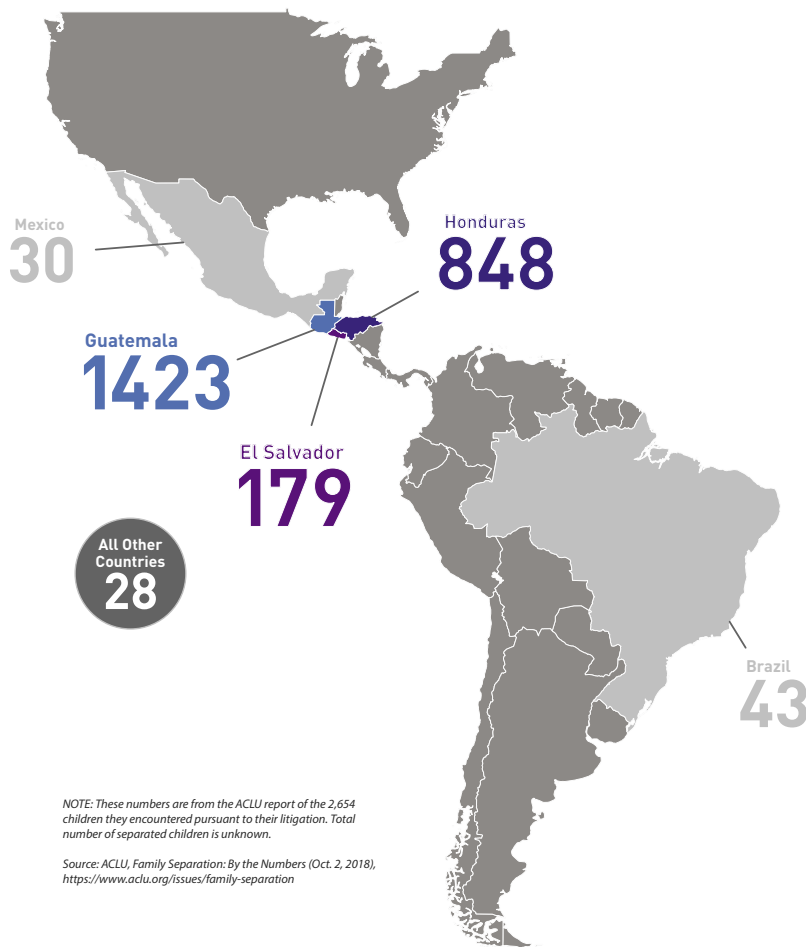 Mexico
30
Honduras
848
Guatemala
1423
El Salvador
179
All Other
Countries
28
Brazil
43
NOTE: These numbers are from the ACLU report of the 2,654
children they encountered pursuant to their litigation. Total
number of separated children is unknown.
Source: ACLU, Family Separation: By the Numbers (Oct. 2, 2018),
https://www.aclu.org/issues/family-separation